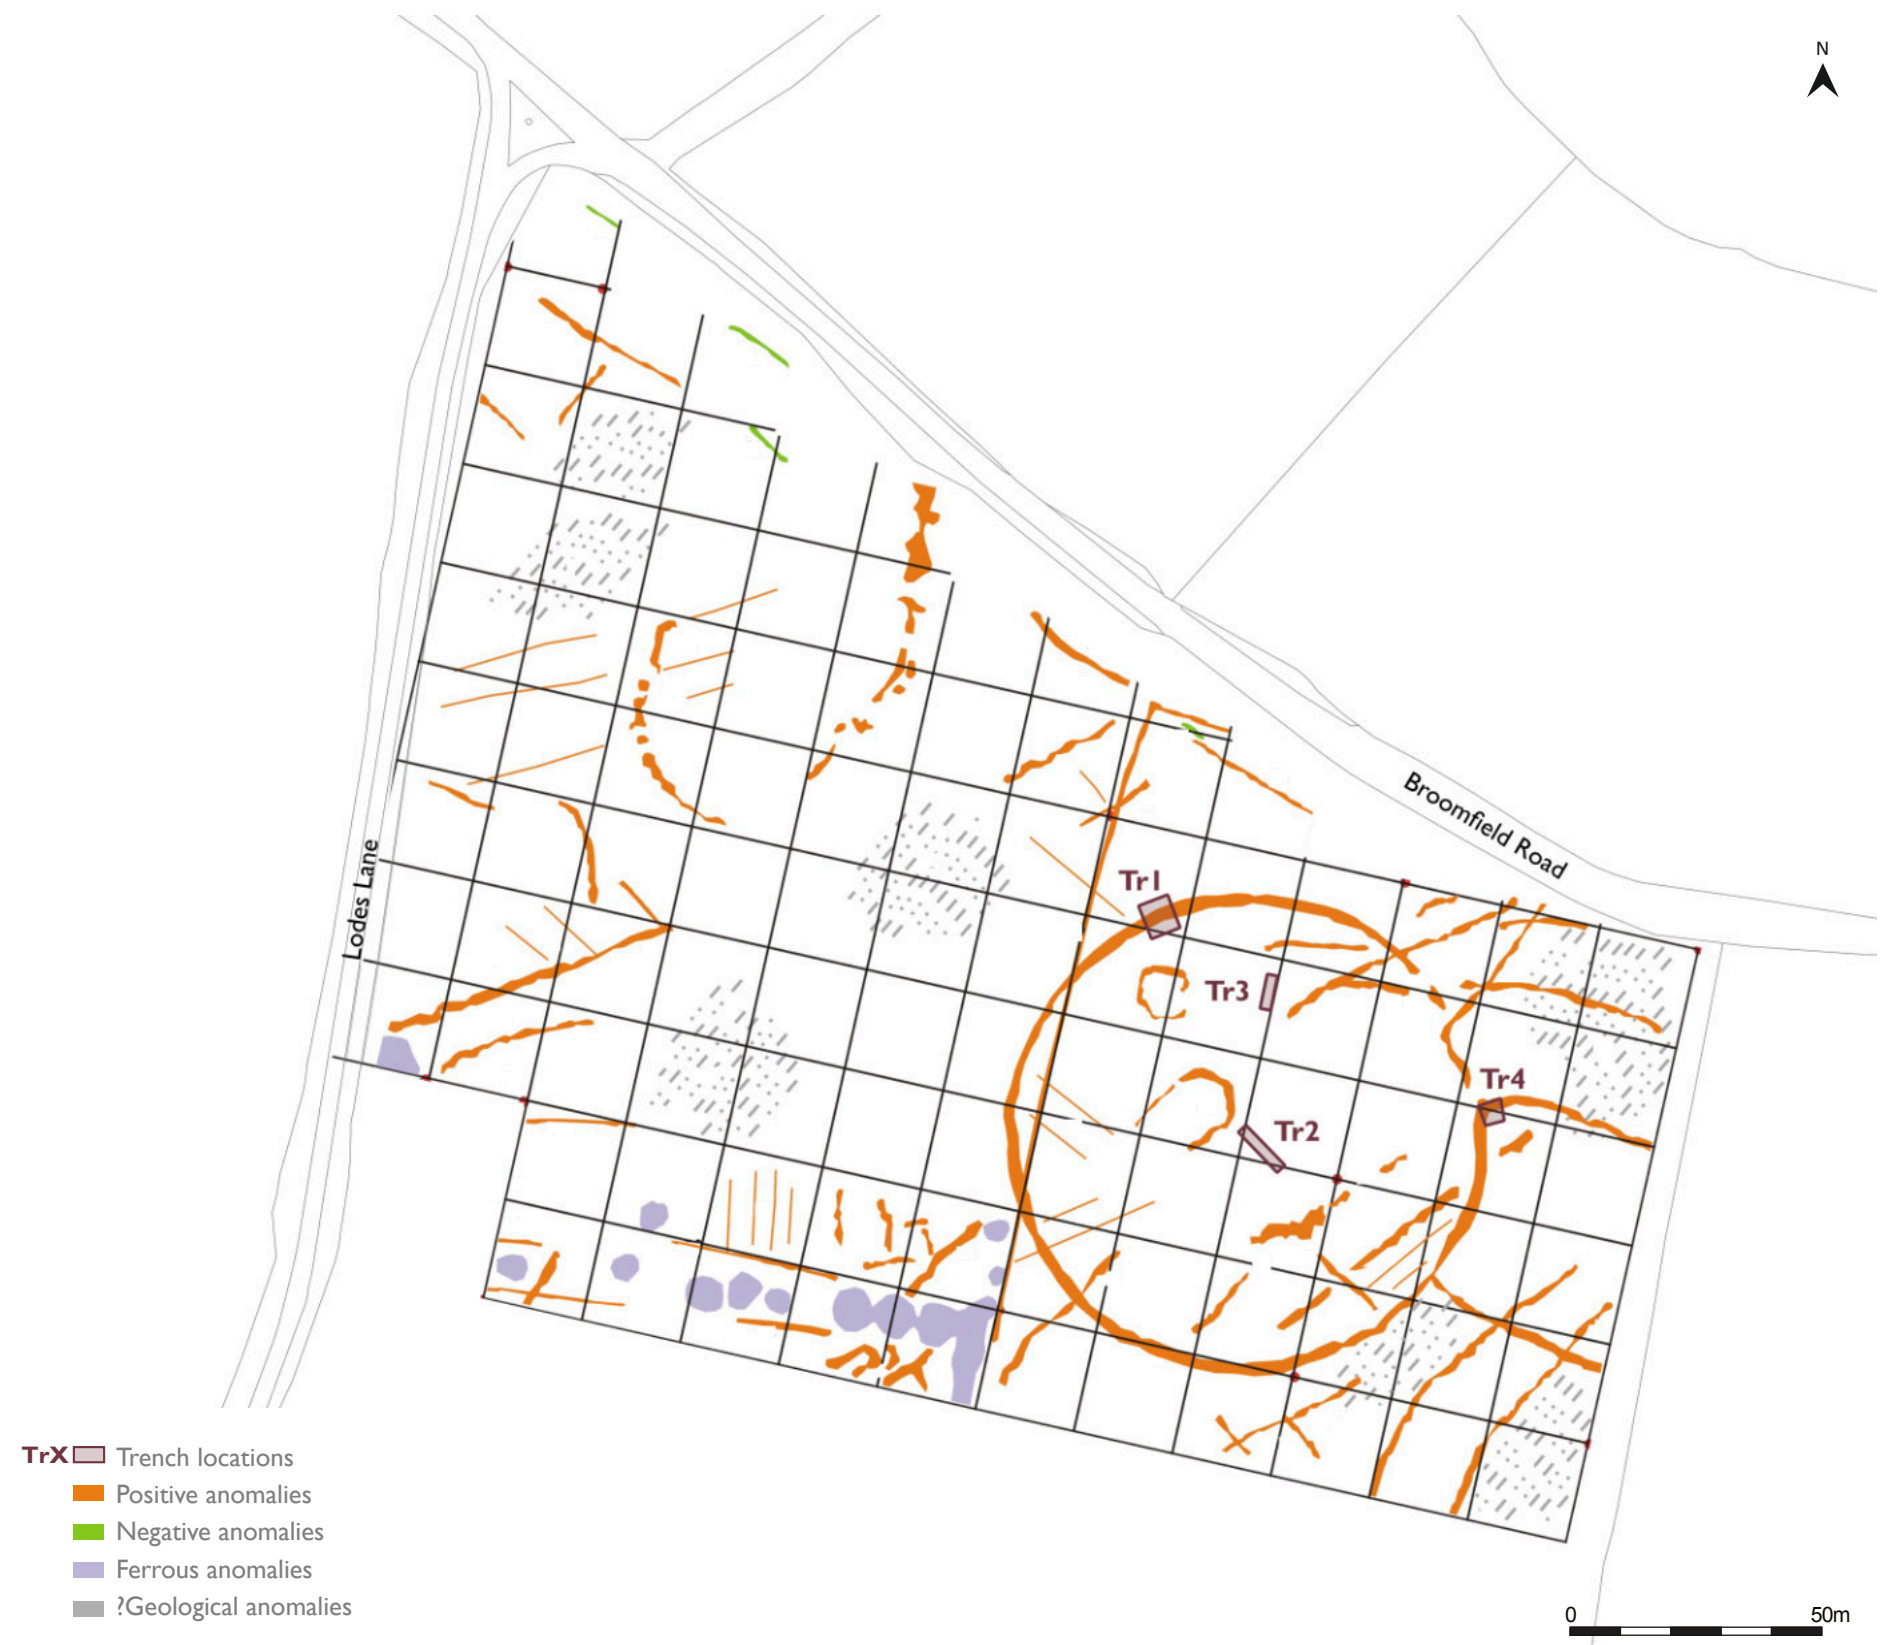 N
Broomfield Road
Lodes Lane
Tr1
Tr3
Tr4
Tr2
TrX Trench locations
Positive anomalies
Negative anomalies
Ferrous anomalies
?Geological anomalies
0 50m